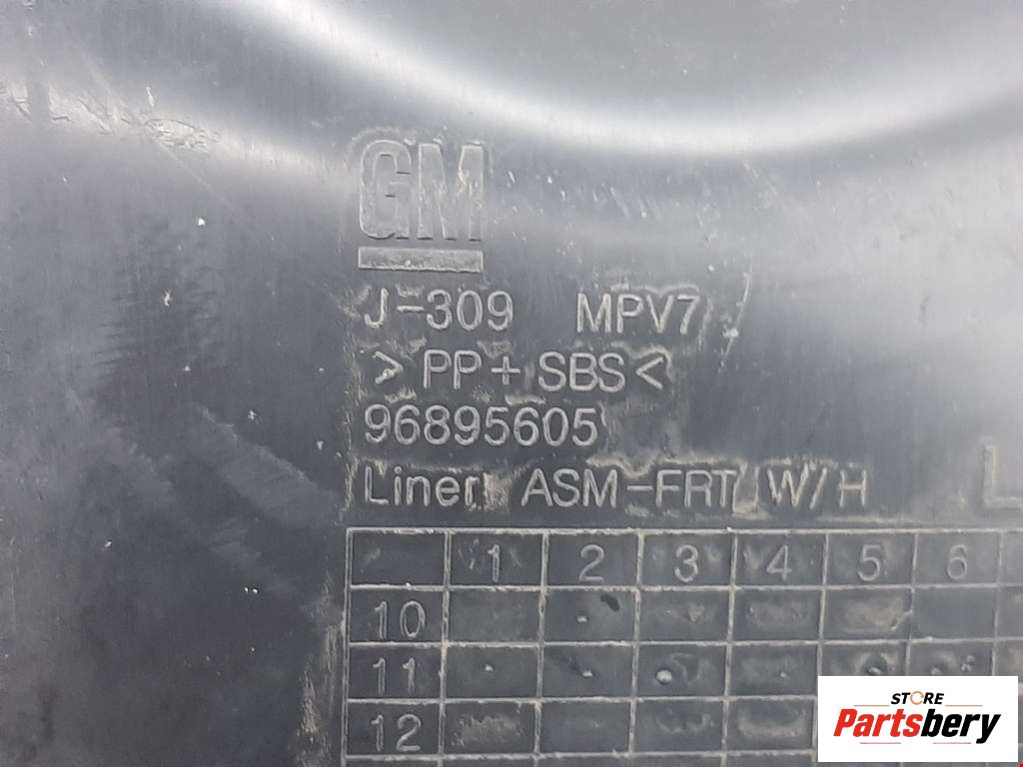 GM
J-309 MPV7
>PP+SBS<
96895605
Liner ASM-FRT W/H L
1 2 3 4 5 6
10
11
12
STORE
Partsbery